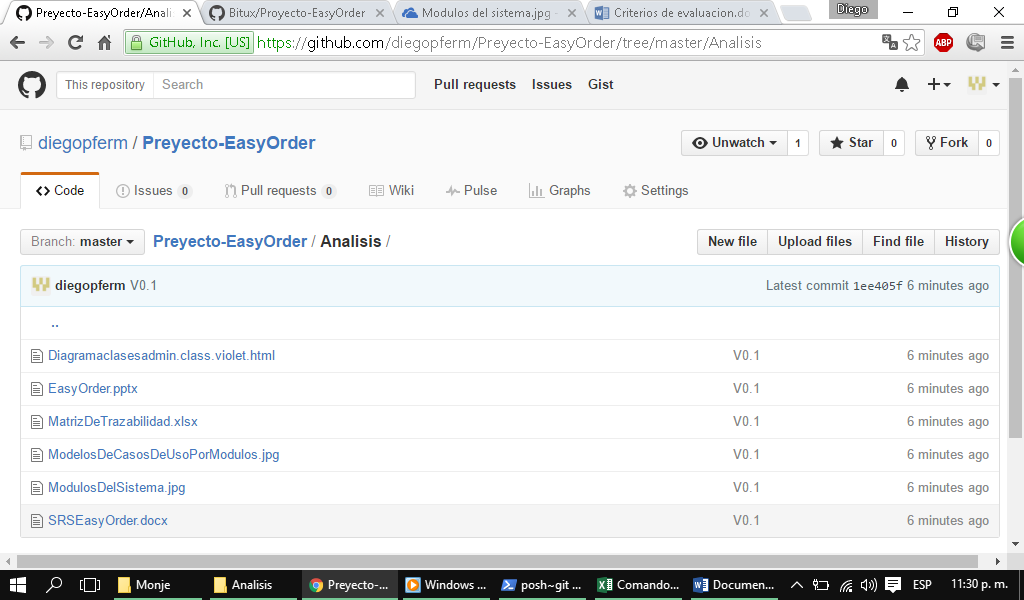 Preyecto-EasyOrder/Anali
Bitux/Proyecto-EasyOrder
Modulos del sistema.jpg -
Criterios de evaluacion.do
Diego
GitHub, Inc. [US] https://github.com/diegopferm/Preyecto-EasyOrder/tree/master/Analisis
ABP
This repository Search Pull requests Issues Gist
diegopferm / Preyecto-EasyOrder
Unwatch 1 Star 0 Fork 0
Code Issues 0 Pull requests 0 Wiki Pulse Graphs Settings
Branch: master Preyecto-EasyOrder / Analisis / New file Upload files Find file History
diegopferm V0.1 Latest commit 1ee405f 6 minutes ago
..
Diagramaclasesadmin.class.violet.html V0.1 6 minutes ago
EasyOrder.pptx V0.1 6 minutes ago
MatrizDeTrazabilidad.xlsx V0.1 6 minutes ago
ModelosDeCasosDeUsoPorModulos.jpg V0.1 6 minutes ago
ModulosDelSistema.jpg V0.1 6 minutes ago
SRSEasyOrder.docx V0.1 6 minutes ago
Monje Analisis Preyecto-... Windows ... posh~git ... Comando... Documen... ESP 11:30 p. m.